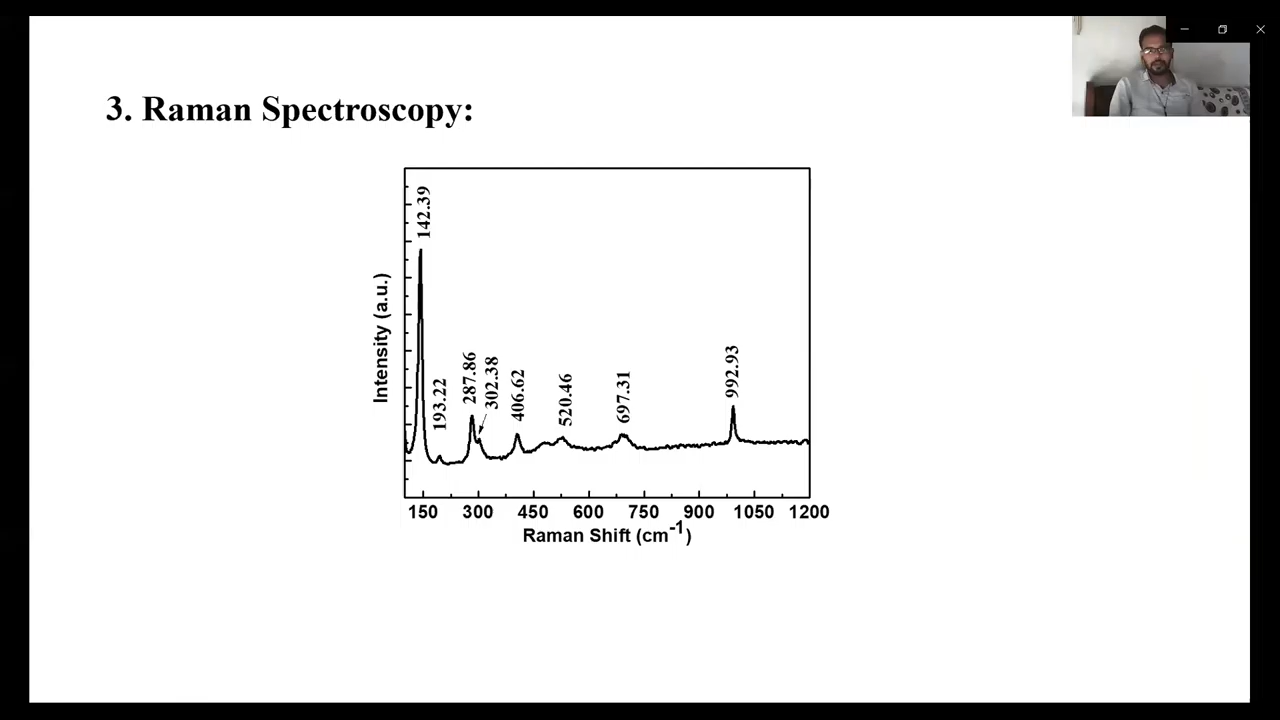 3. Raman Spectroscopy:
142.39
193.22
287.86
302.38
406.62
520.46
697.31
992.93
Intensity (a.u.)
150 300 450 600 750 900 1050 1200
Raman Shift (cm⁻¹)